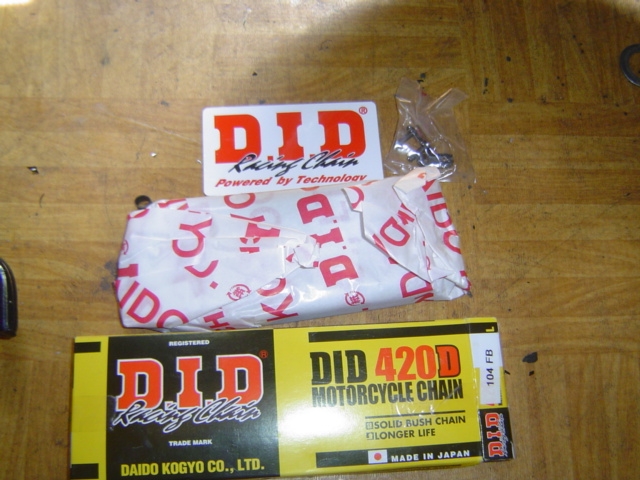 D.I.D®
Racing Chain
Powered by Technology
D.I.D
REGISTERED
D.I.D®
Racing Chain
TRADE MARK
DAIDO KOGYO CO., LTD.
DID 420D
MOTORCYCLE CHAIN
SOLID BUSH CHAIN
LONGER LIFE
MADE IN JAPAN
104 FB
D.I.D